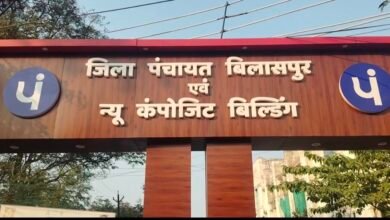 जिला पंचायत बिलासपुर
एवं
पं
पं
न्यू कंपोजिट बिल्डिंग